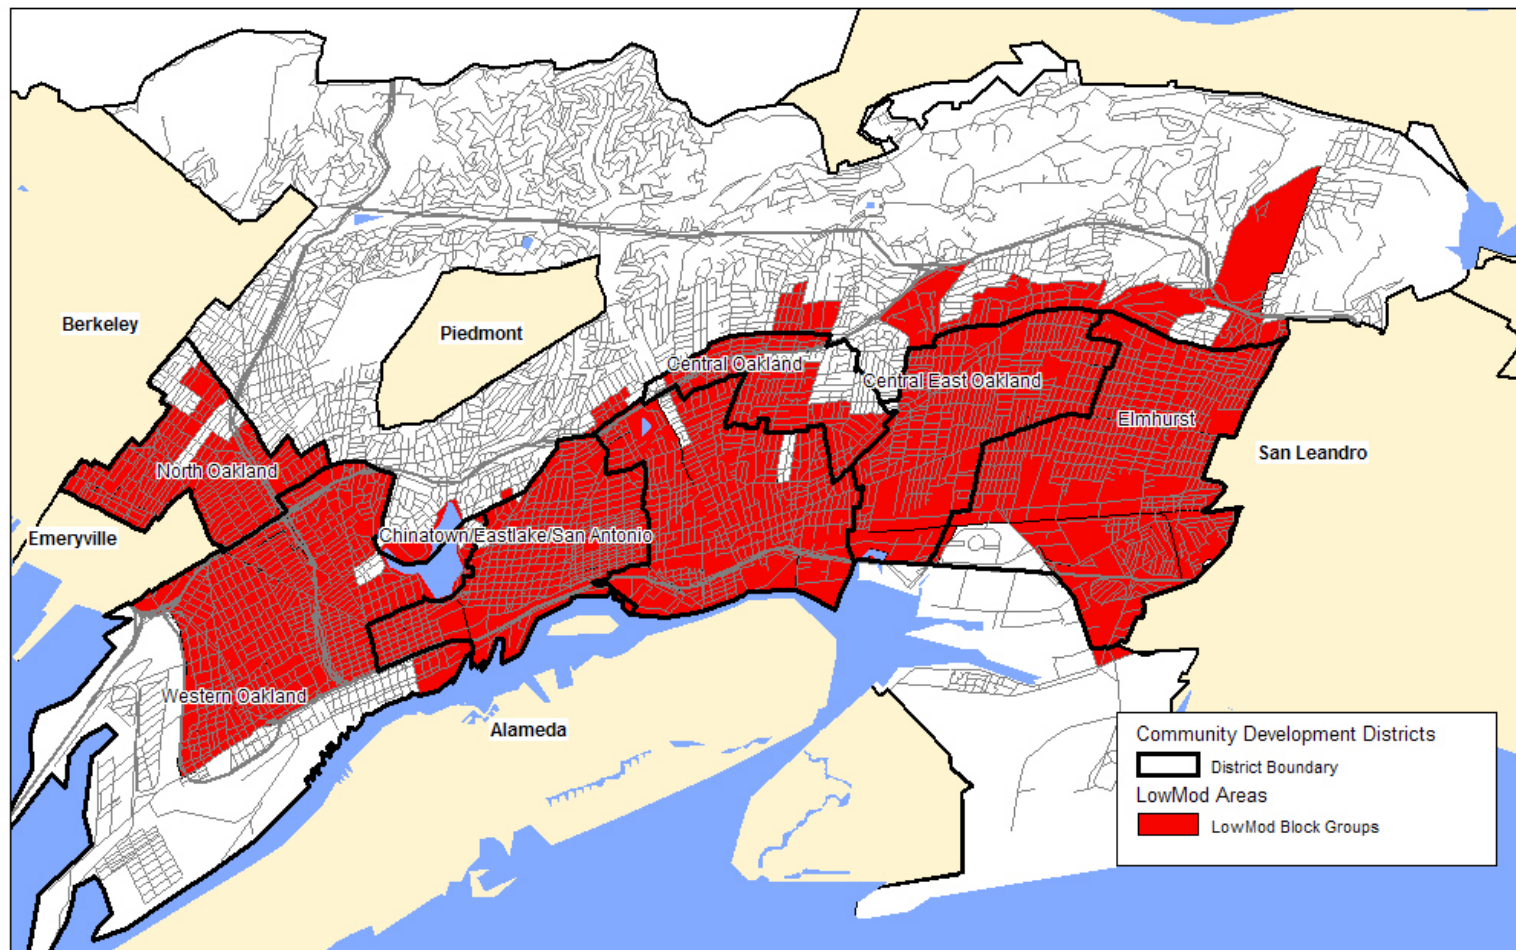 Berkeley
Piedmont
Central Oakland
Central East Oakland
Elmhurst
San Leandro
North Oakland
Emeryville
Chinatown/Eastlake/San Antonio
Western Oakland
Alameda
Community Development Districts
District Boundary
LowMod Areas
LowMod Block Groups